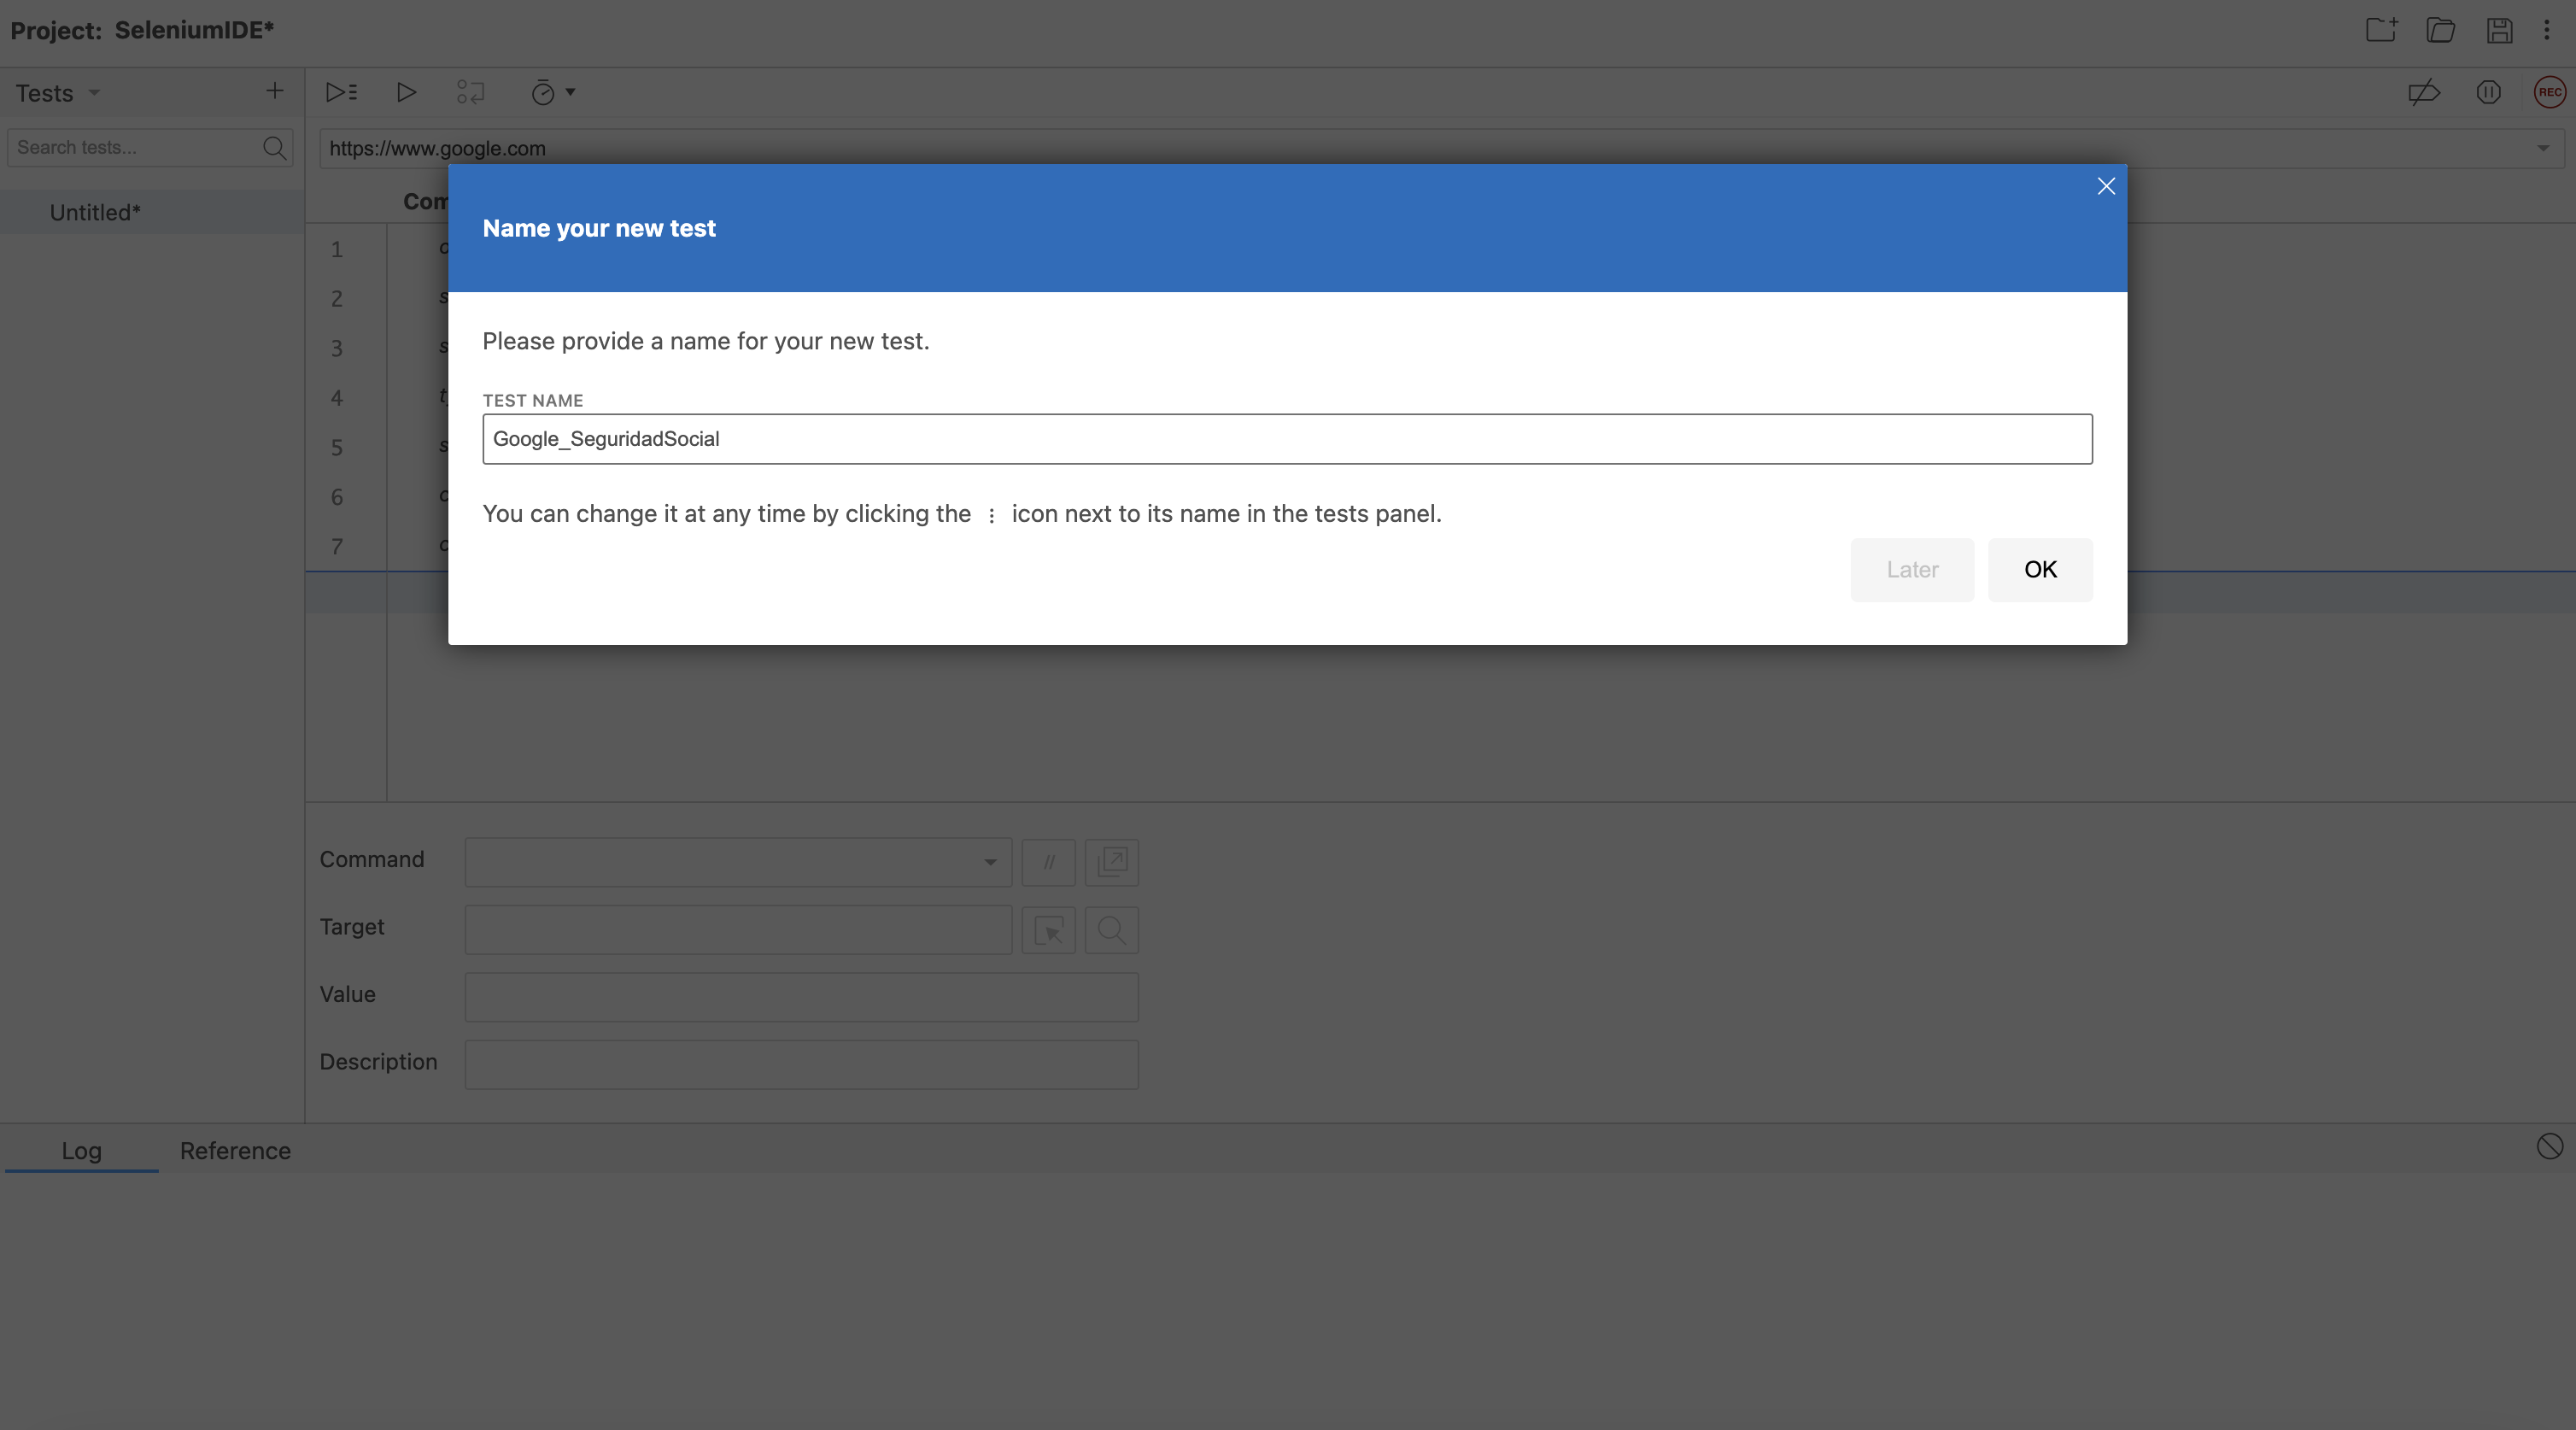 Project: SeleniumIDE*
Tests
REC
Search tests...
https://www.google.com
Untitled*
Name your new test
1
2
3
4
5
6
7
Please provide a name for your new test.
TEST NAME
Google_SeguridadSocial
You can change it at any time by clicking the ⋮ icon next to its name in the tests panel.
Later
OK
Command
//
Target
Value
Description
Log
Reference